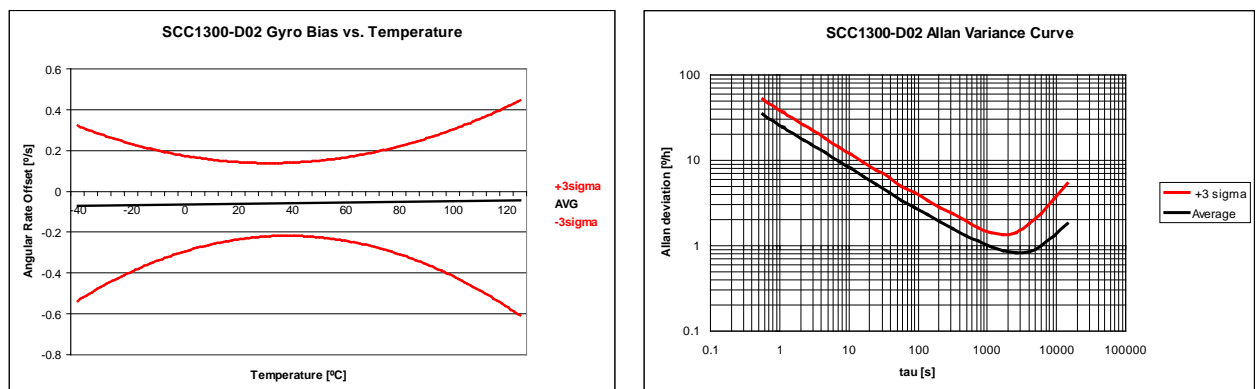 SCC1300-D02 Gyro Bias vs. Temperature
0.6
0.4
0.2
0
-0.2
-0.4
-0.6
-0.8
-40 -20 0 20 40 60 80 100 120
Angular Rate Offset [º/s]
Temperature [ºC]
+3sigma
AVG
-3sigma
SCC1300-D02 Allan Variance Curve
100
10
1
0.1
0.1 1 10 100 1000 10000 100000
Allan deviation [º/h]
tau [s]
+3 sigma
Average